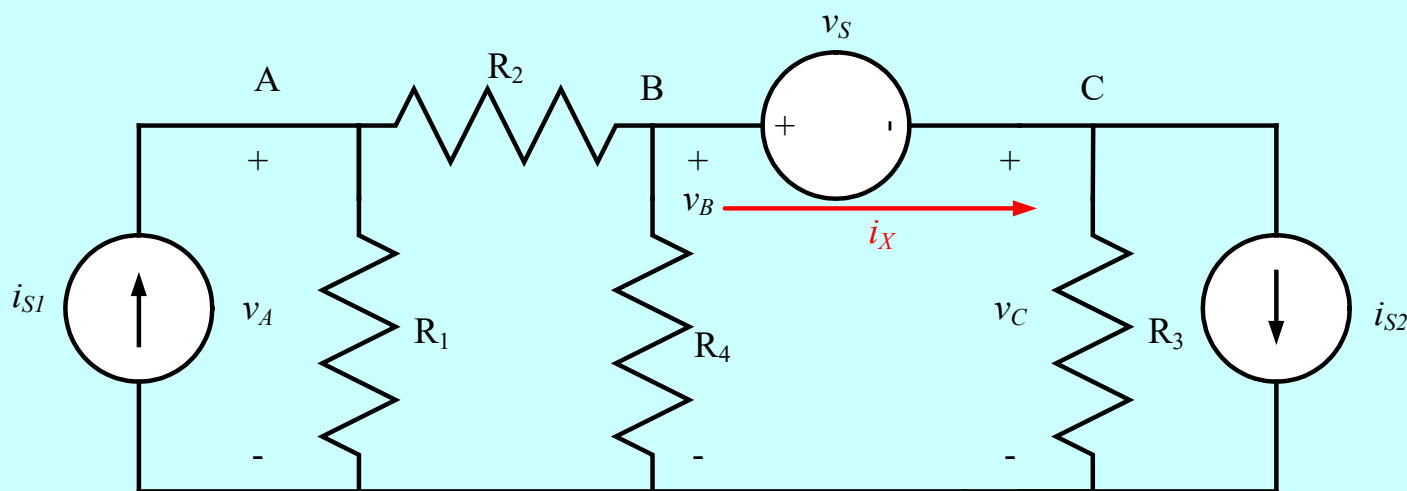 v_S
R_2
A
B
C
+ -
+ + +
v_B
i_X
i_S1
v_A
R_1
R_4
v_C
R_3
i_S2
- - -